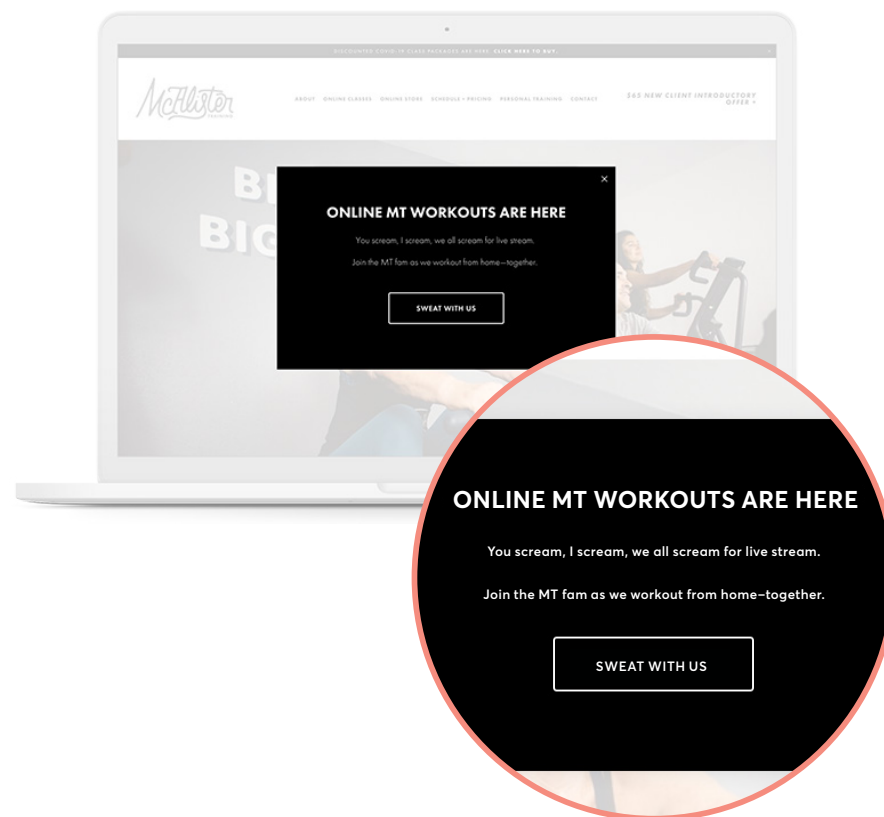 DISCOUNTED COVID-19 CLASS PACKAGES ARE HERE. CLICK HERE TO BUY.
McAlister
TRAINING
ABOUT ONLINE CLASSES ONLINE STORE SCHEDULE + PRICING PERSONAL TRAINING CONTACT
$65 NEW CLIENT INTRODUCTORY
OFFER >
BI
BIG
ONLINE MT WORKOUTS ARE HERE
You scream, I scream, we all scream for live stream.
Join the MT fam as we workout from home—together.
SWEAT WITH US
ONLINE MT WORKOUTS ARE HERE
You scream, I scream, we all scream for live stream.
Join the MT fam as we workout from home–together.
SWEAT WITH US